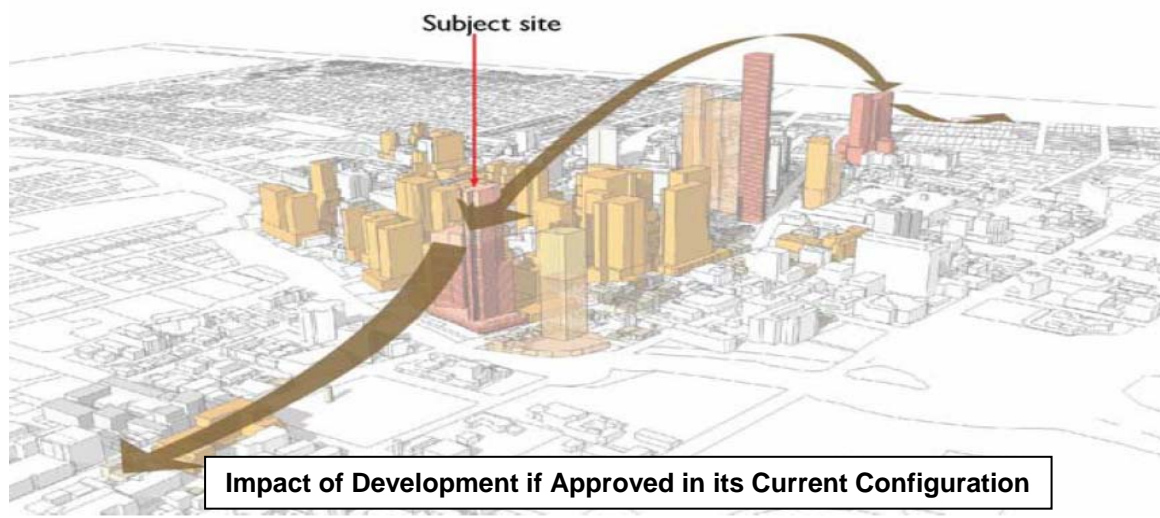 Subject site
Impact of Development if Approved in its Current Configuration